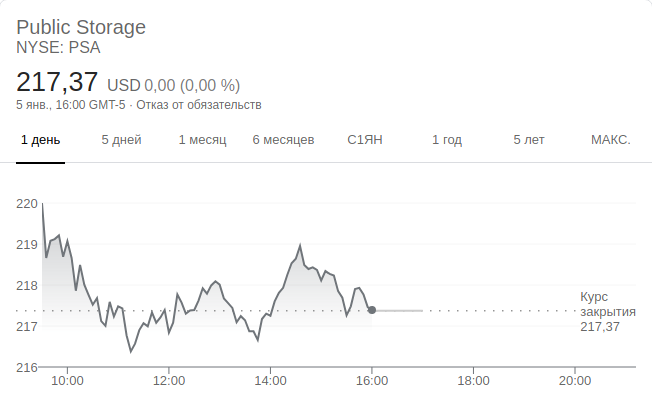 Public Storage
NYSE: PSA
217,37 USD 0,00 (0,00 %)
5 янв., 16:00 GMT-5 · Отказ от обязательств
1 день 5 дней 1 месяц 6 месяцев С1ЯН 1 год 5 лет МАКС.
220
219
218
217
216
Курс
закрытия
217,37
10:00 12:00 14:00 16:00 18:00 20:00